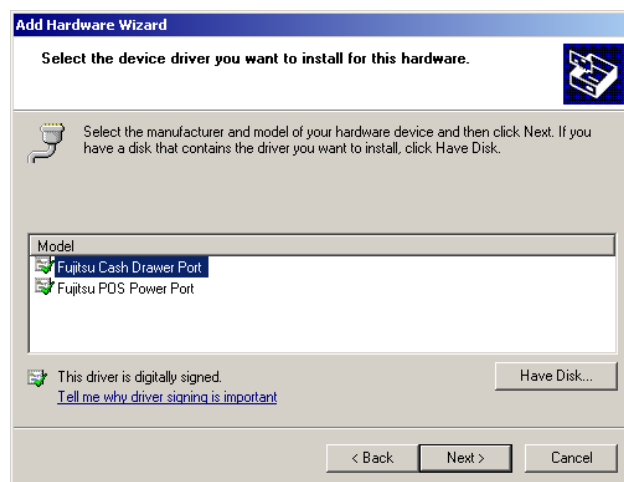 Add Hardware Wizard
Select the device driver you want to install for this hardware.
Select the manufacturer and model of your hardware device and then click Next. If you
have a disk that contains the driver you want to install, click Have Disk.
Model
Fujitsu Cash Drawer Port
Fujitsu POS Power Port
This driver is digitally signed.
Have Disk...
Tell me why driver signing is important
< Back Next > Cancel